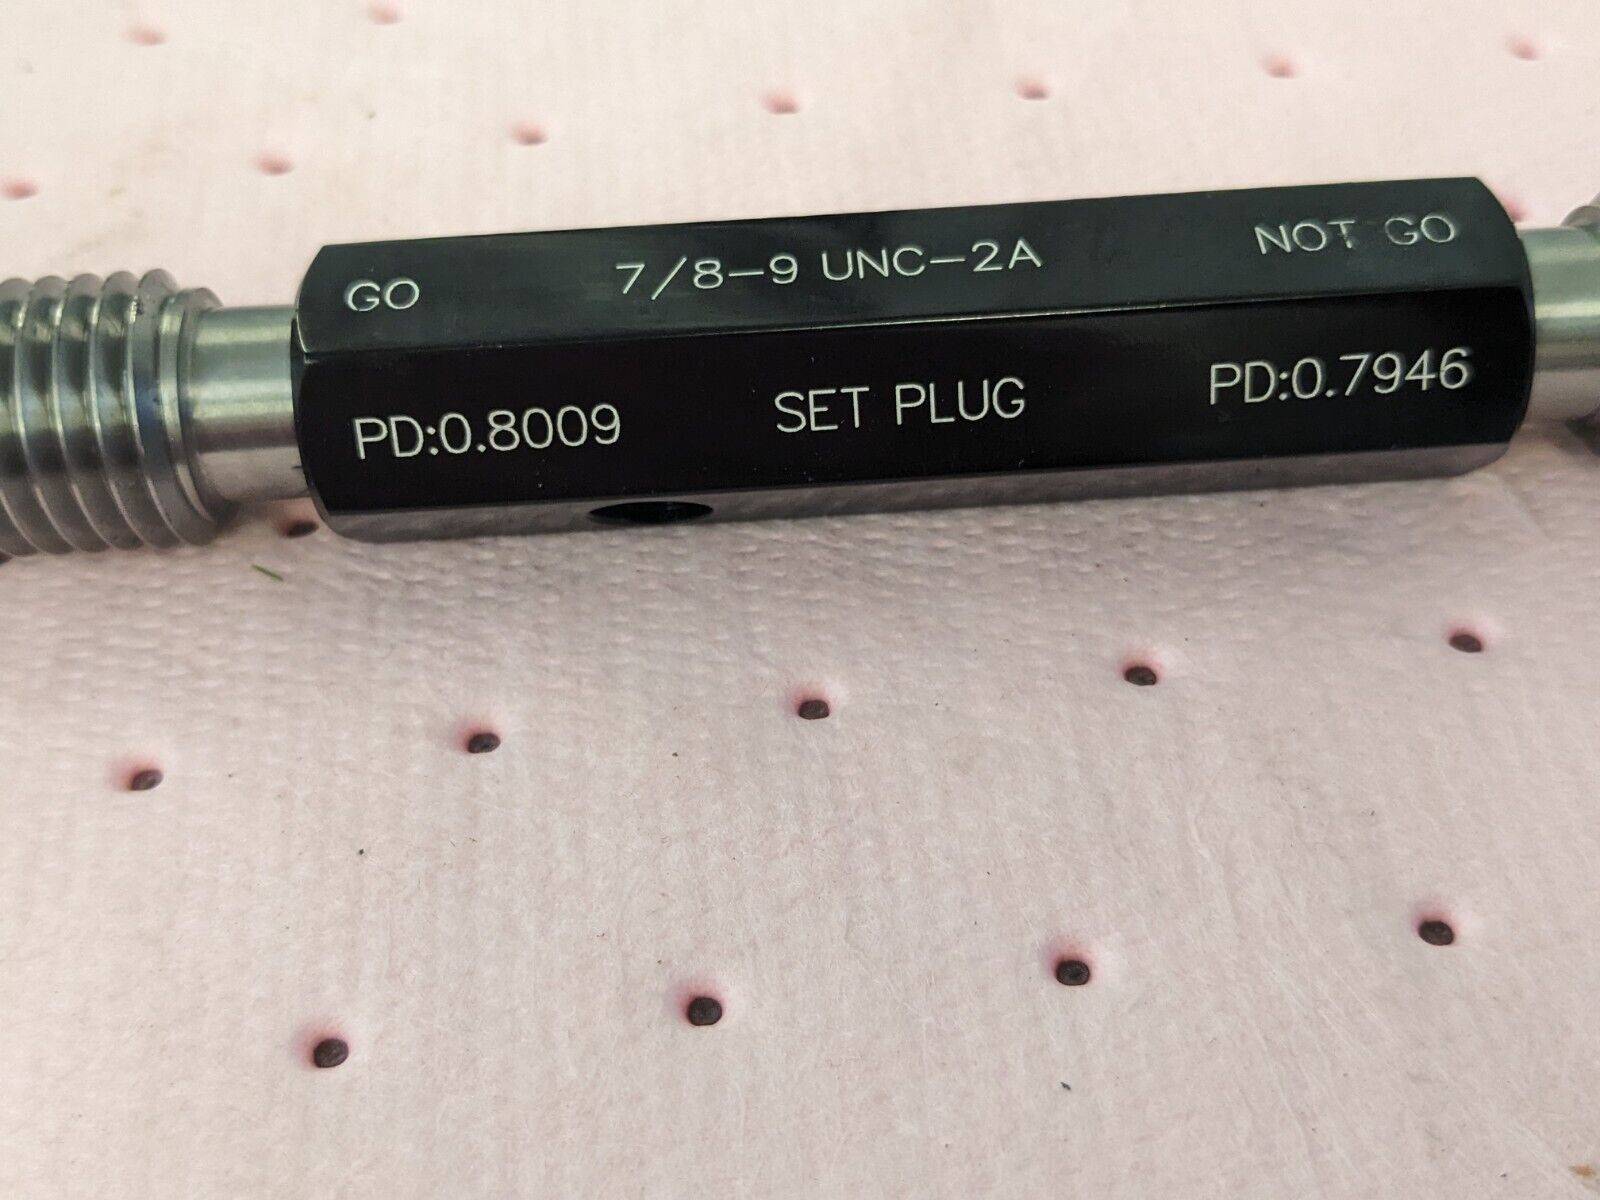 GO 7/8-9 UNC-2A NOT GO
PD:0.8009 SET PLUG PD:0.7946